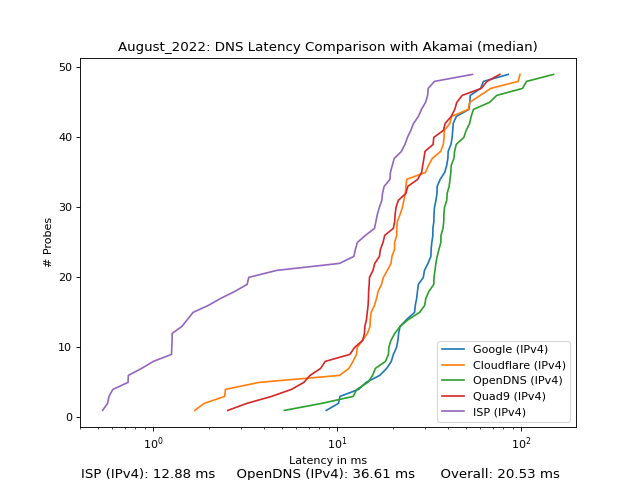 August_2022: DNS Latency Comparison with Akamai (median)
50
40
30
20
10
0
# Probes
Google (IPv4)
Cloudflare (IPv4)
OpenDNS (IPv4)
Quad9 (IPv4)
ISP (IPv4)
10⁰ 10¹ 10²
Latency in ms
ISP (IPv4): 12.88 ms OpenDNS (IPv4): 36.61 ms Overall: 20.53 ms